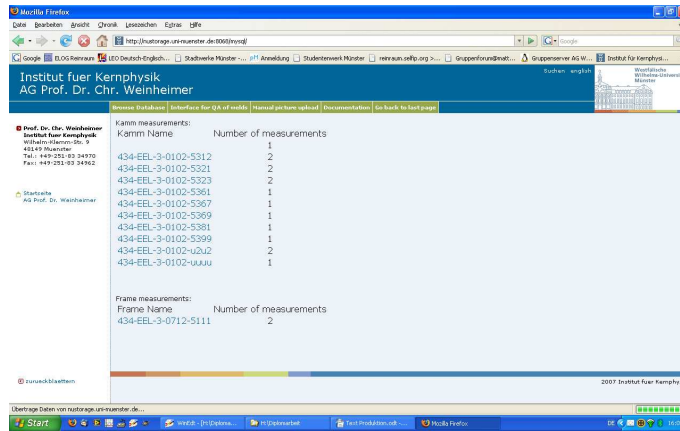 Mozilla Firefox
Datei Bearbeiten Ansicht Chronik Lesezeichen Extras Hilfe
http://nustorage.uni-muenster.de:8068/mysql/
Google
Google ELOG Reinraum LEO Deutsch-Englisch... Stadtwerke Münster -... Antwenden Studentenwerk Münster reinraum.selfip.org >... Gruppenforum@matt... Gruppenserver AG W... Institut für Kernphysi...
Institut fuer Kernphysik
AG Prof. Dr. Chr. Weinheimer
Suchen english
Westfälische
Wilhelms-Universi
Münster
Browse Database Interface for QA of melds Manual picture upload Documentation Go back to last page
Prof. Dr. Chr. Weinheimer
Institut fuer Kernphysik
Wilhelm-Klemm-Str. 9
48149 Muenster
Tel.: +49-251-83 34970
Fax: +49-251-83 34962
Startseite
AG Prof. Dr. Weinheimer
Kamm measurements:
Kamm Name Number of measurements
1
434-EEL-3-0102-5312 2
434-EEL-3-0102-5321 2
434-EEL-3-0102-5323 2
434-EEL-3-0102-5361 1
434-EEL-3-0102-5367 1
434-EEL-3-0102-5369 1
434-EEL-3-0102-5381 1
434-EEL-3-0102-5399 1
434-EEL-3-0102-u2u2 2
434-EEL-3-0102-uuuu 1
Frame measurements:
Frame Name Number of measurements
434-EEL-3-0712-5111 2
zurueckblaettern
2007 Institut fuer Kernphy
Übertrage Daten von nustorage.uni-muenster.de...
Start WinEdt - [H:\Diploma... H:\Diplomarbeit Text Produktion.odt -... Mozilla Firefox DE